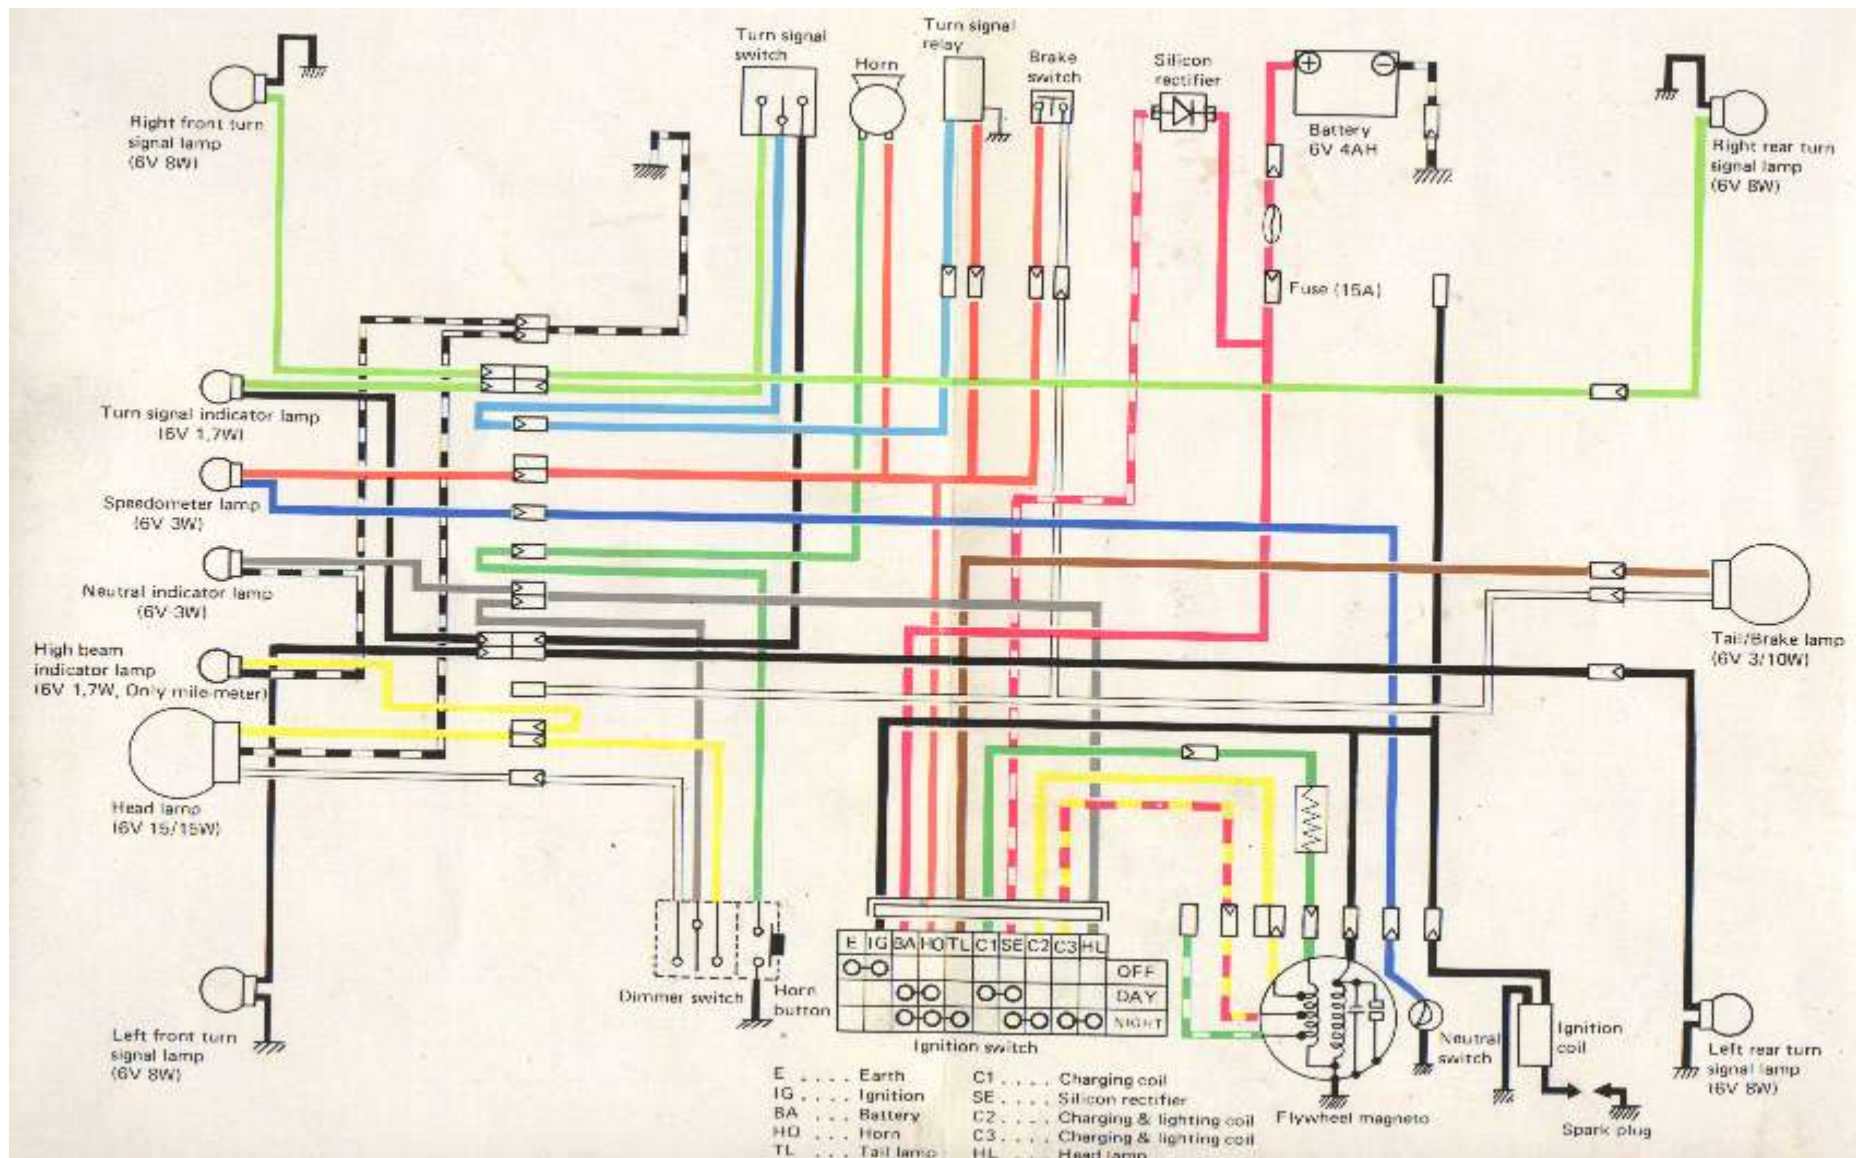 Turn signal
switch
Horn
Turn signal
relay
Brake
switch
Silicon
rectifier
Battery
6V 4AH
Fuse (15A)
Right front turn
signal lamp
(6V 8W)
Right rear turn
signal lamp
(6V 8W)
Turn signal indicator lamp
(6V 1,7W)
Speedometer lamp
(6V 3W)
Neutral indicator lamp
(6V 3W)
High beam
indicator lamp
(6V 1,7W, Only mile-meter)
Head lamp
(6V 15/15W)
Tail/Brake lamp
(6V 3/10W)
Left front turn
signal lamp
(6V 8W)
Dimmer switch
Horn
button
E IG BA HO TL C1 SE C2 C3 HL
OFF
DAY
NIGHT
Ignition switch
Flywheel magneto
Neutral
switch
Ignition
coil
Spark plug
Left rear turn
signal lamp
(6V 8W)
E .... Earth
IG .... Ignition
BA ... Battery
HO ... Horn
TL ... Tail lamp
C1 .... Charging coil
SE .... Silicon rectifier
C2 .... Charging & lighting coil
C3 .... Charging & lighting coil
HL .... Head lamp